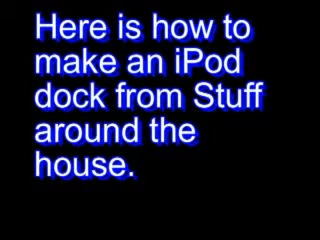 Here is how to
make an iPod
dock from Stuff
around the
house.